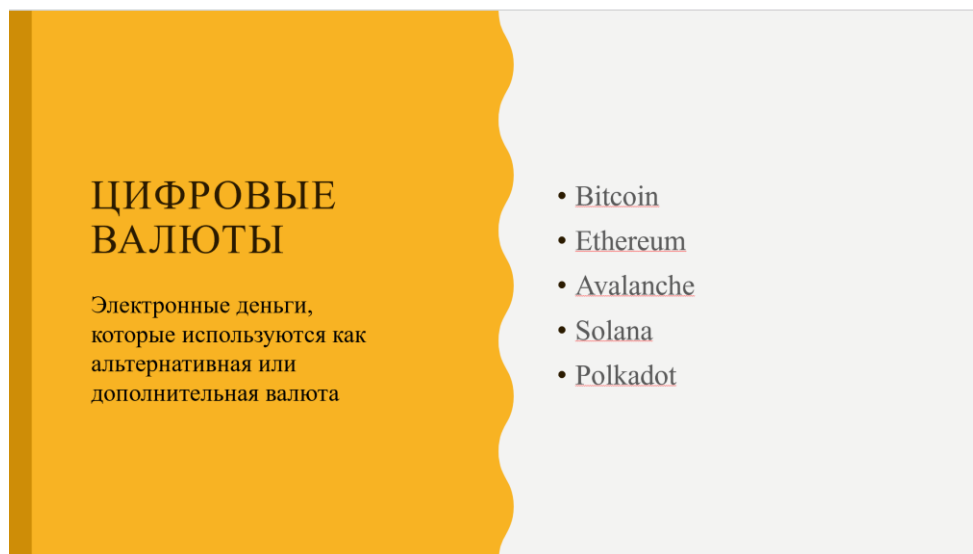 ЦИФРОВЫЕ
ВАЛЮТЫ
Электронные деньги,
которые используются как
альтернативная или
дополнительная валюта
• Bitcoin
• Ethereum
• Avalanche
• Solana
• Polkadot